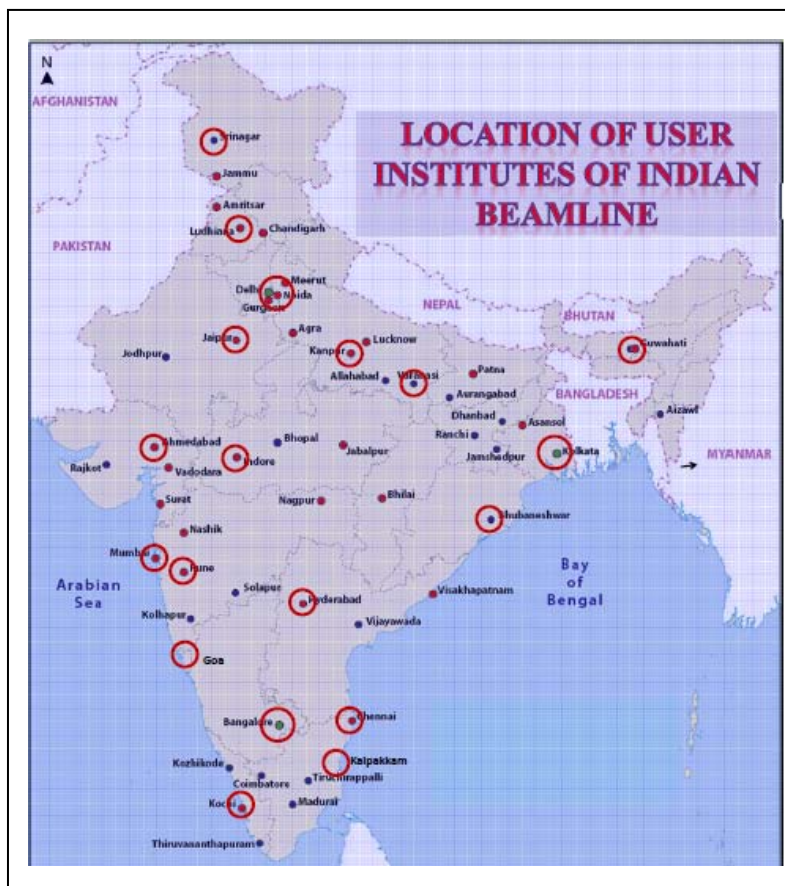 N
AFGHANISTAN
Srinagar
LOCATION OF USER
INSTITUTES OF INDIAN
BEAMLINE
Jammu
Amritsar
Ludhiana
Chandigarh
PAKISTAN
Meerut
Delhi
Noida
Gurgaon
NEPAL
BHUTAN
Jaipur
Agra
Lucknow
Kanpur
Guwahati
Jodhpur
Allahabad
Varanasi
Patna
Aurangabad
BANGLADESH
Dhanbad
Asansol
Aizawl
Ahmedabad
Bhopal
Jabalpur
Ranchi
Jamshedpur
Kolkata
MYANMAR
Rajkot
Vadodara
Indore
Surat
Nagpur
Bhilai
Bhubaneshwar
Nashik
Mumbai
Pune
Arabian
Sea
Solapur
Hyderabad
Visakhapatnam
Bay
of
Bengal
Kolhapur
Vijayawada
Goa
Bangalore
Chennai
Kozhikode
Kalpakkam
Coimbatore
Tiruchirappalli
Kochi
Madurai
Thiruvananthapuram